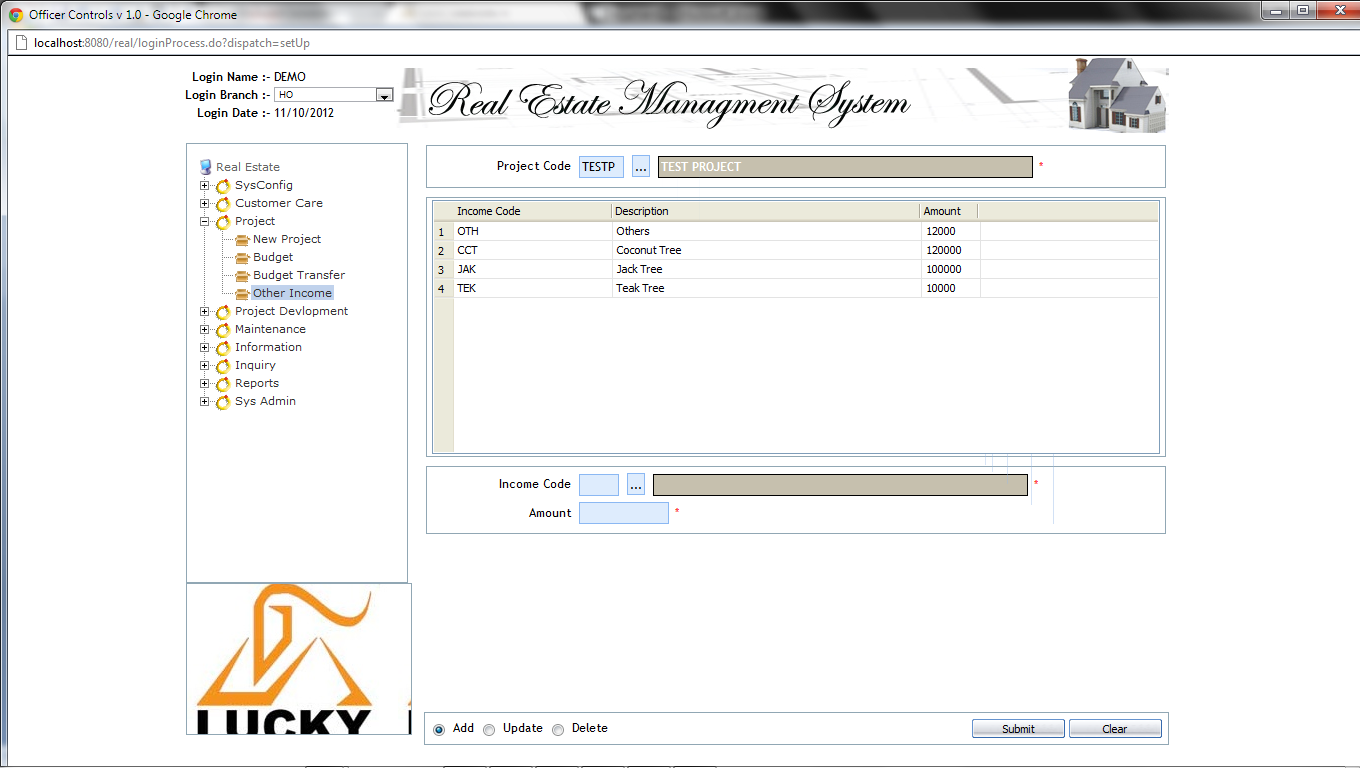 Officer Controls v 1.0 - Google Chrome
localhost:8080/real/loginProcess.do?dispatch=setUp
Login Name :- DEMO
Login Branch :- HO
Login Date :- 11/10/2012
Real Estate Managment System
Real Estate
SysConfig
Customer Care
Project
New Project
Budget
Budget Transfer
Other Income
Project Devlopment
Maintenance
Information
Inquiry
Reports
Sys Admin
LUCKY
Project Code TESTP ... TEST PROJECT *
Income Code Description Amount
1 OTH Others 12000
2 CCT Coconut Tree 120000
3 JAK Jack Tree 100000
4 TEK Teak Tree 10000
Income Code ... *
Amount *
Add Update Delete Submit Clear